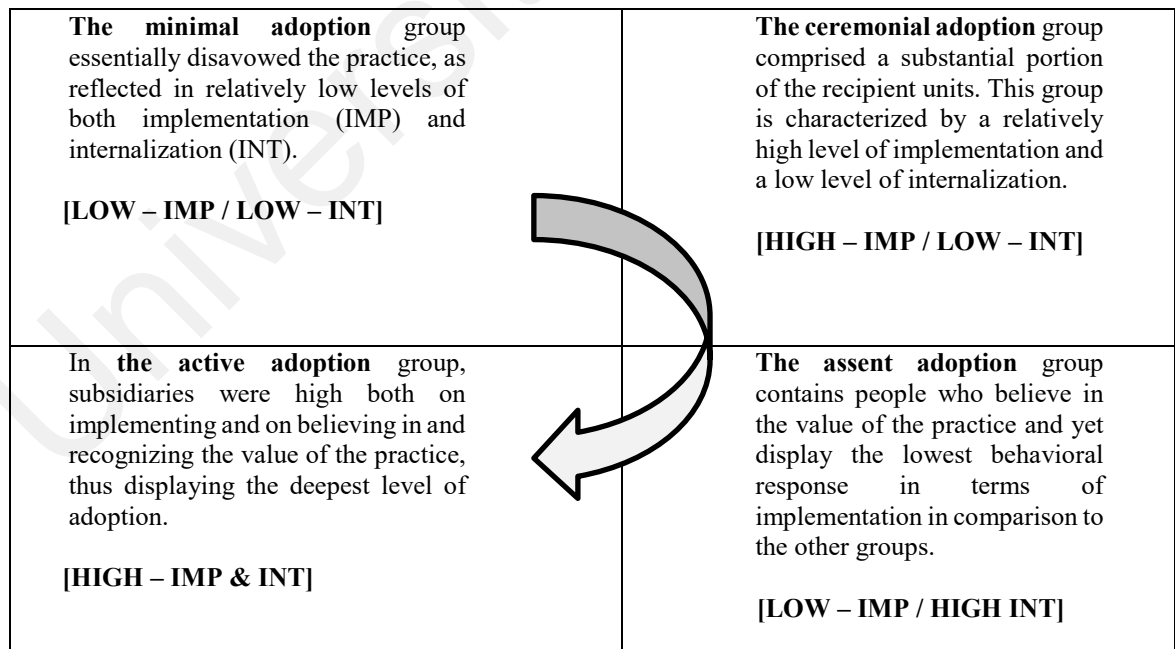 The minimal adoption group
essentially disavowed the practice, as
reflected in relatively low levels of
both implementation (IMP) and
internalization (INT).
[LOW – IMP / LOW – INT]
The ceremonial adoption group
comprised a substantial portion
of the recipient units. This group
is characterized by a relatively
high level of implementation and
a low level of internalization.
[HIGH – IMP / LOW – INT]
In the active adoption group,
subsidiaries were high both on
implementing and on believing in and
recognizing the value of the practice,
thus displaying the deepest level of
adoption.
[HIGH – IMP & INT]
The assent adoption group
contains people who believe in
the value of the practice and yet
display the lowest behavioral
response in terms of
implementation in comparison to
the other groups.
[LOW – IMP / HIGH INT]